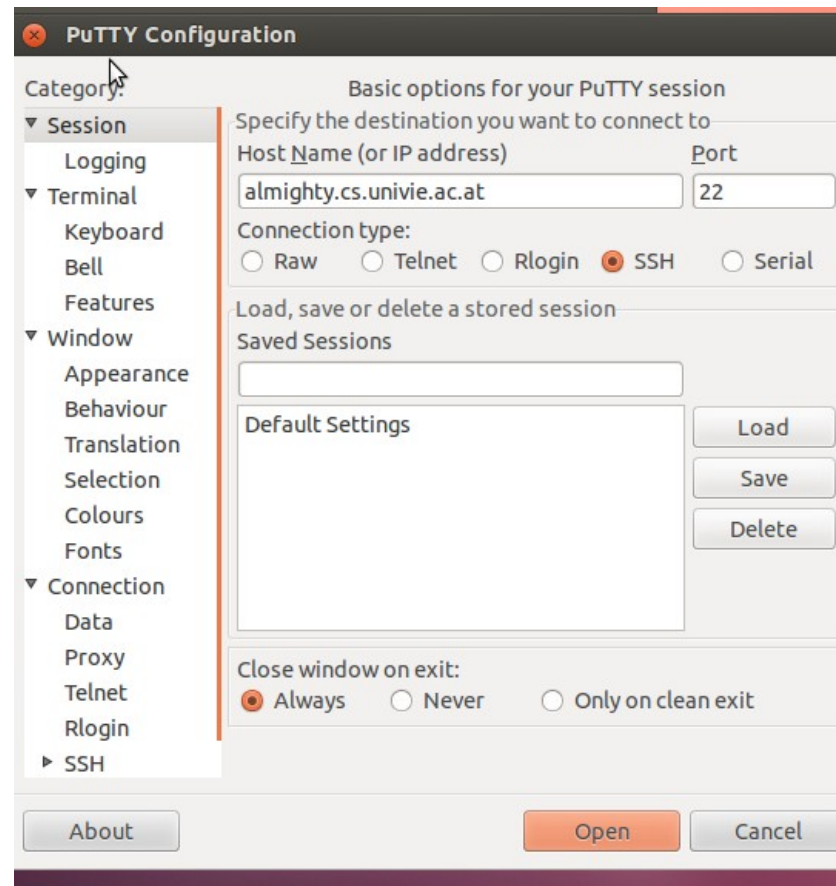 PuTTY Configuration
Category:
Session
Logging
Terminal
Keyboard
Bell
Features
Window
Appearance
Behaviour
Translation
Selection
Colours
Fonts
Connection
Data
Proxy
Telnet
Rlogin
SSH
Basic options for your PuTTY session
Specify the destination you want to connect to
Host Name (or IP address) Port
almighty.cs.univie.ac.at 22
Connection type:
Raw Telnet Rlogin SSH Serial
Load, save or delete a stored session
Saved Sessions
Default Settings
Load
Save
Delete
Close window on exit:
Always Never Only on clean exit
About Open Cancel